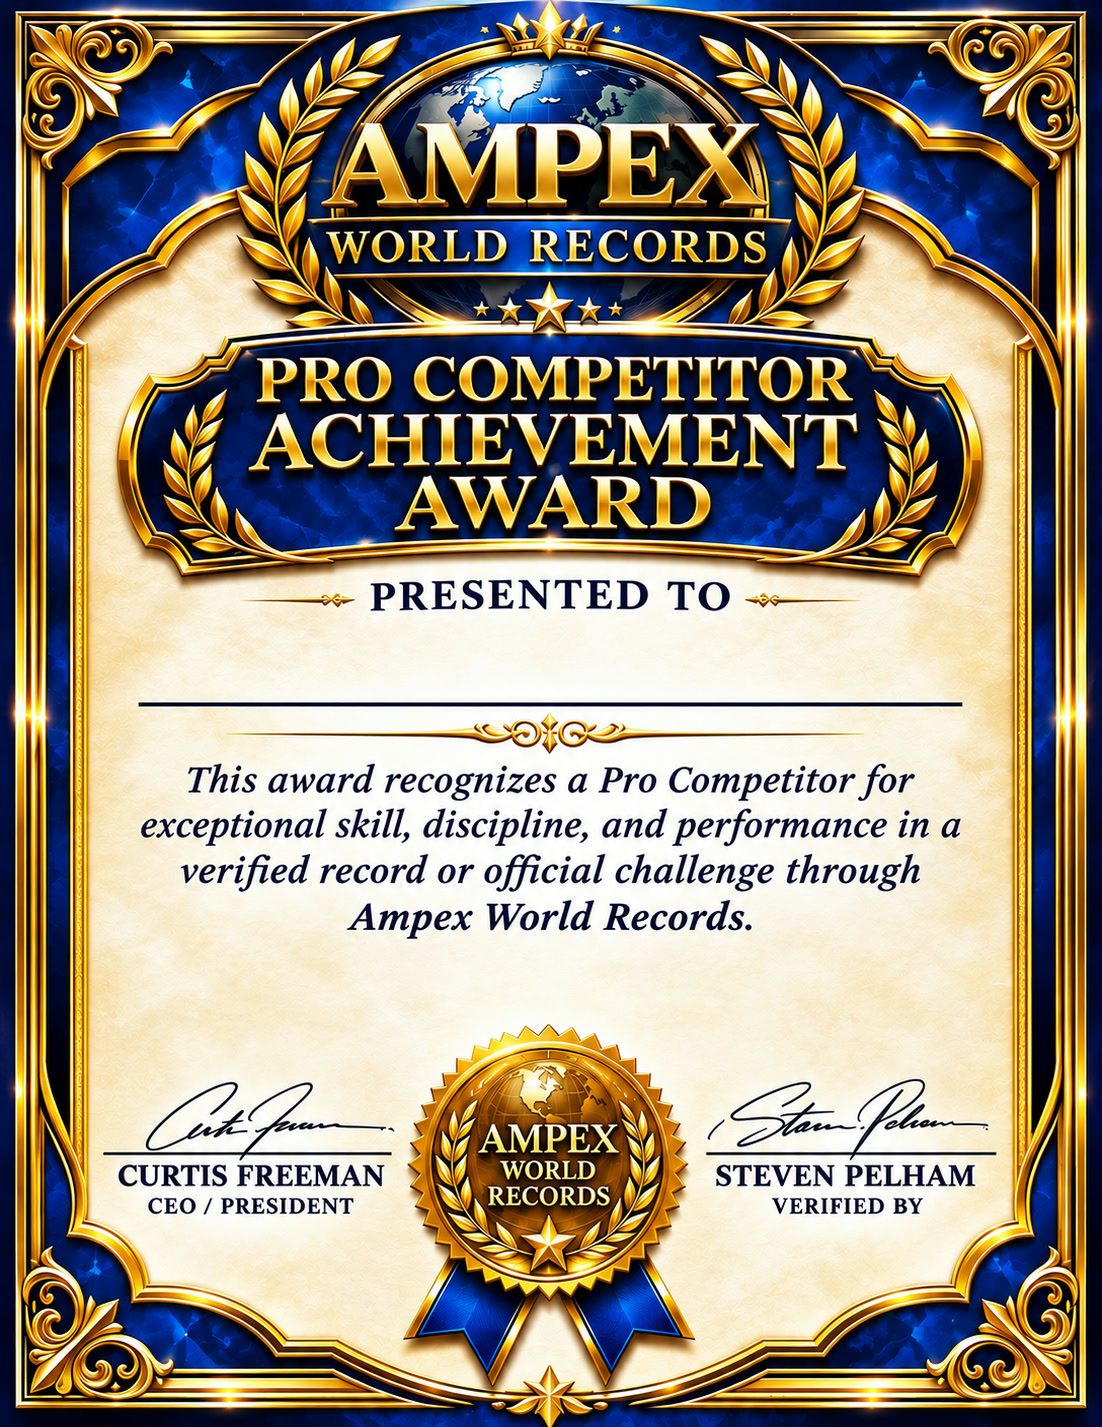 AMPEX
WORLD RECORDS
PRO COMPETITOR
ACHIEVEMENT
AWARD
PRESENTED TO
This award recognizes a Pro Competitor for
exceptional skill, discipline, and performance in a
verified record or official challenge through
Ampex World Records.
AMPEX
WORLD
RECORDS
CURTIS FREEMAN
CEO / PRESIDENT
STEVEN PELHAM
VERIFIED BY